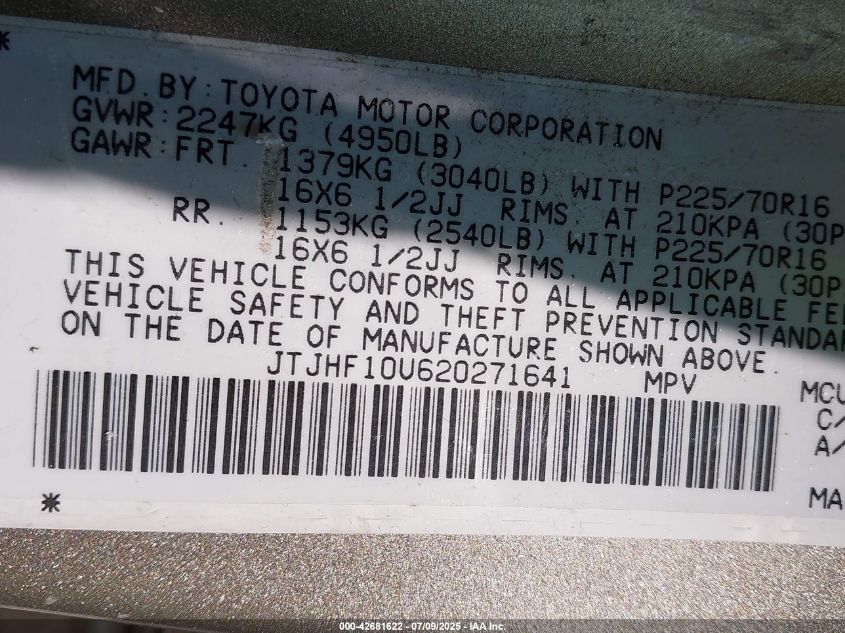 *
MFD. BY: TOYOTA MOTOR CORPORATION
GVWR: 2247KG (4950LB)
GAWR: FRT. 1379KG (3040LB) WITH P225/70R16
16X6 1/2JJ RIMS. AT 210KPA (30P
RR. 1153KG (2540LB) WITH P225/70R16
16X6 1/2JJ RIMS. AT 210KPA (30P
THIS VEHICLE CONFORMS TO ALL APPLICABLE FE
VEHICLE SAFETY AND THEFT PREVENTION STANDA
ON THE DATE OF MANUFACTURE SHOWN ABOVE.
JTJHF10U620271641 MPV MCU
C/
A/
* MA
000-42681622 - 07/09/2025 - IAA Inc.